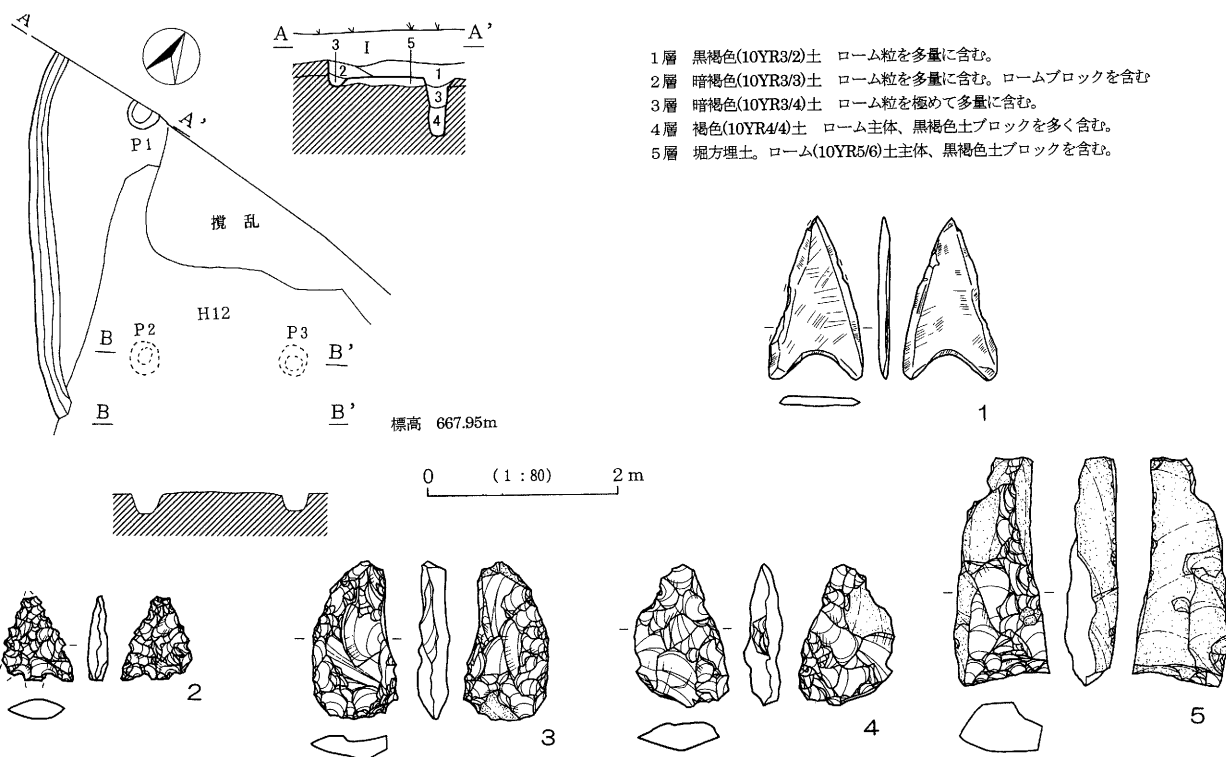 A
A'
P1
撹 乱
H12
P2
P3
B
B'
B
B'
標高 667.95m
A
A'
3
I
5
2
1
3
4
1層 黒褐色(10YR3/2)土 ローム粒を多量に含む。
2層 暗褐色(10YR3/3)土 ローム粒を多量に含む。ロームブロックを含む
3層 暗褐色(10YR3/4)土 ローム粒を極めて多量に含む。
4層 褐色(10YR4/4)土 ローム主体、黒褐色土ブロックを多く含む。
5層 堀方埋土。ローム(10YR5/6)土主体、黒褐色土ブロックを含む。
0 (1:80) 2m
1
2
3
4
5